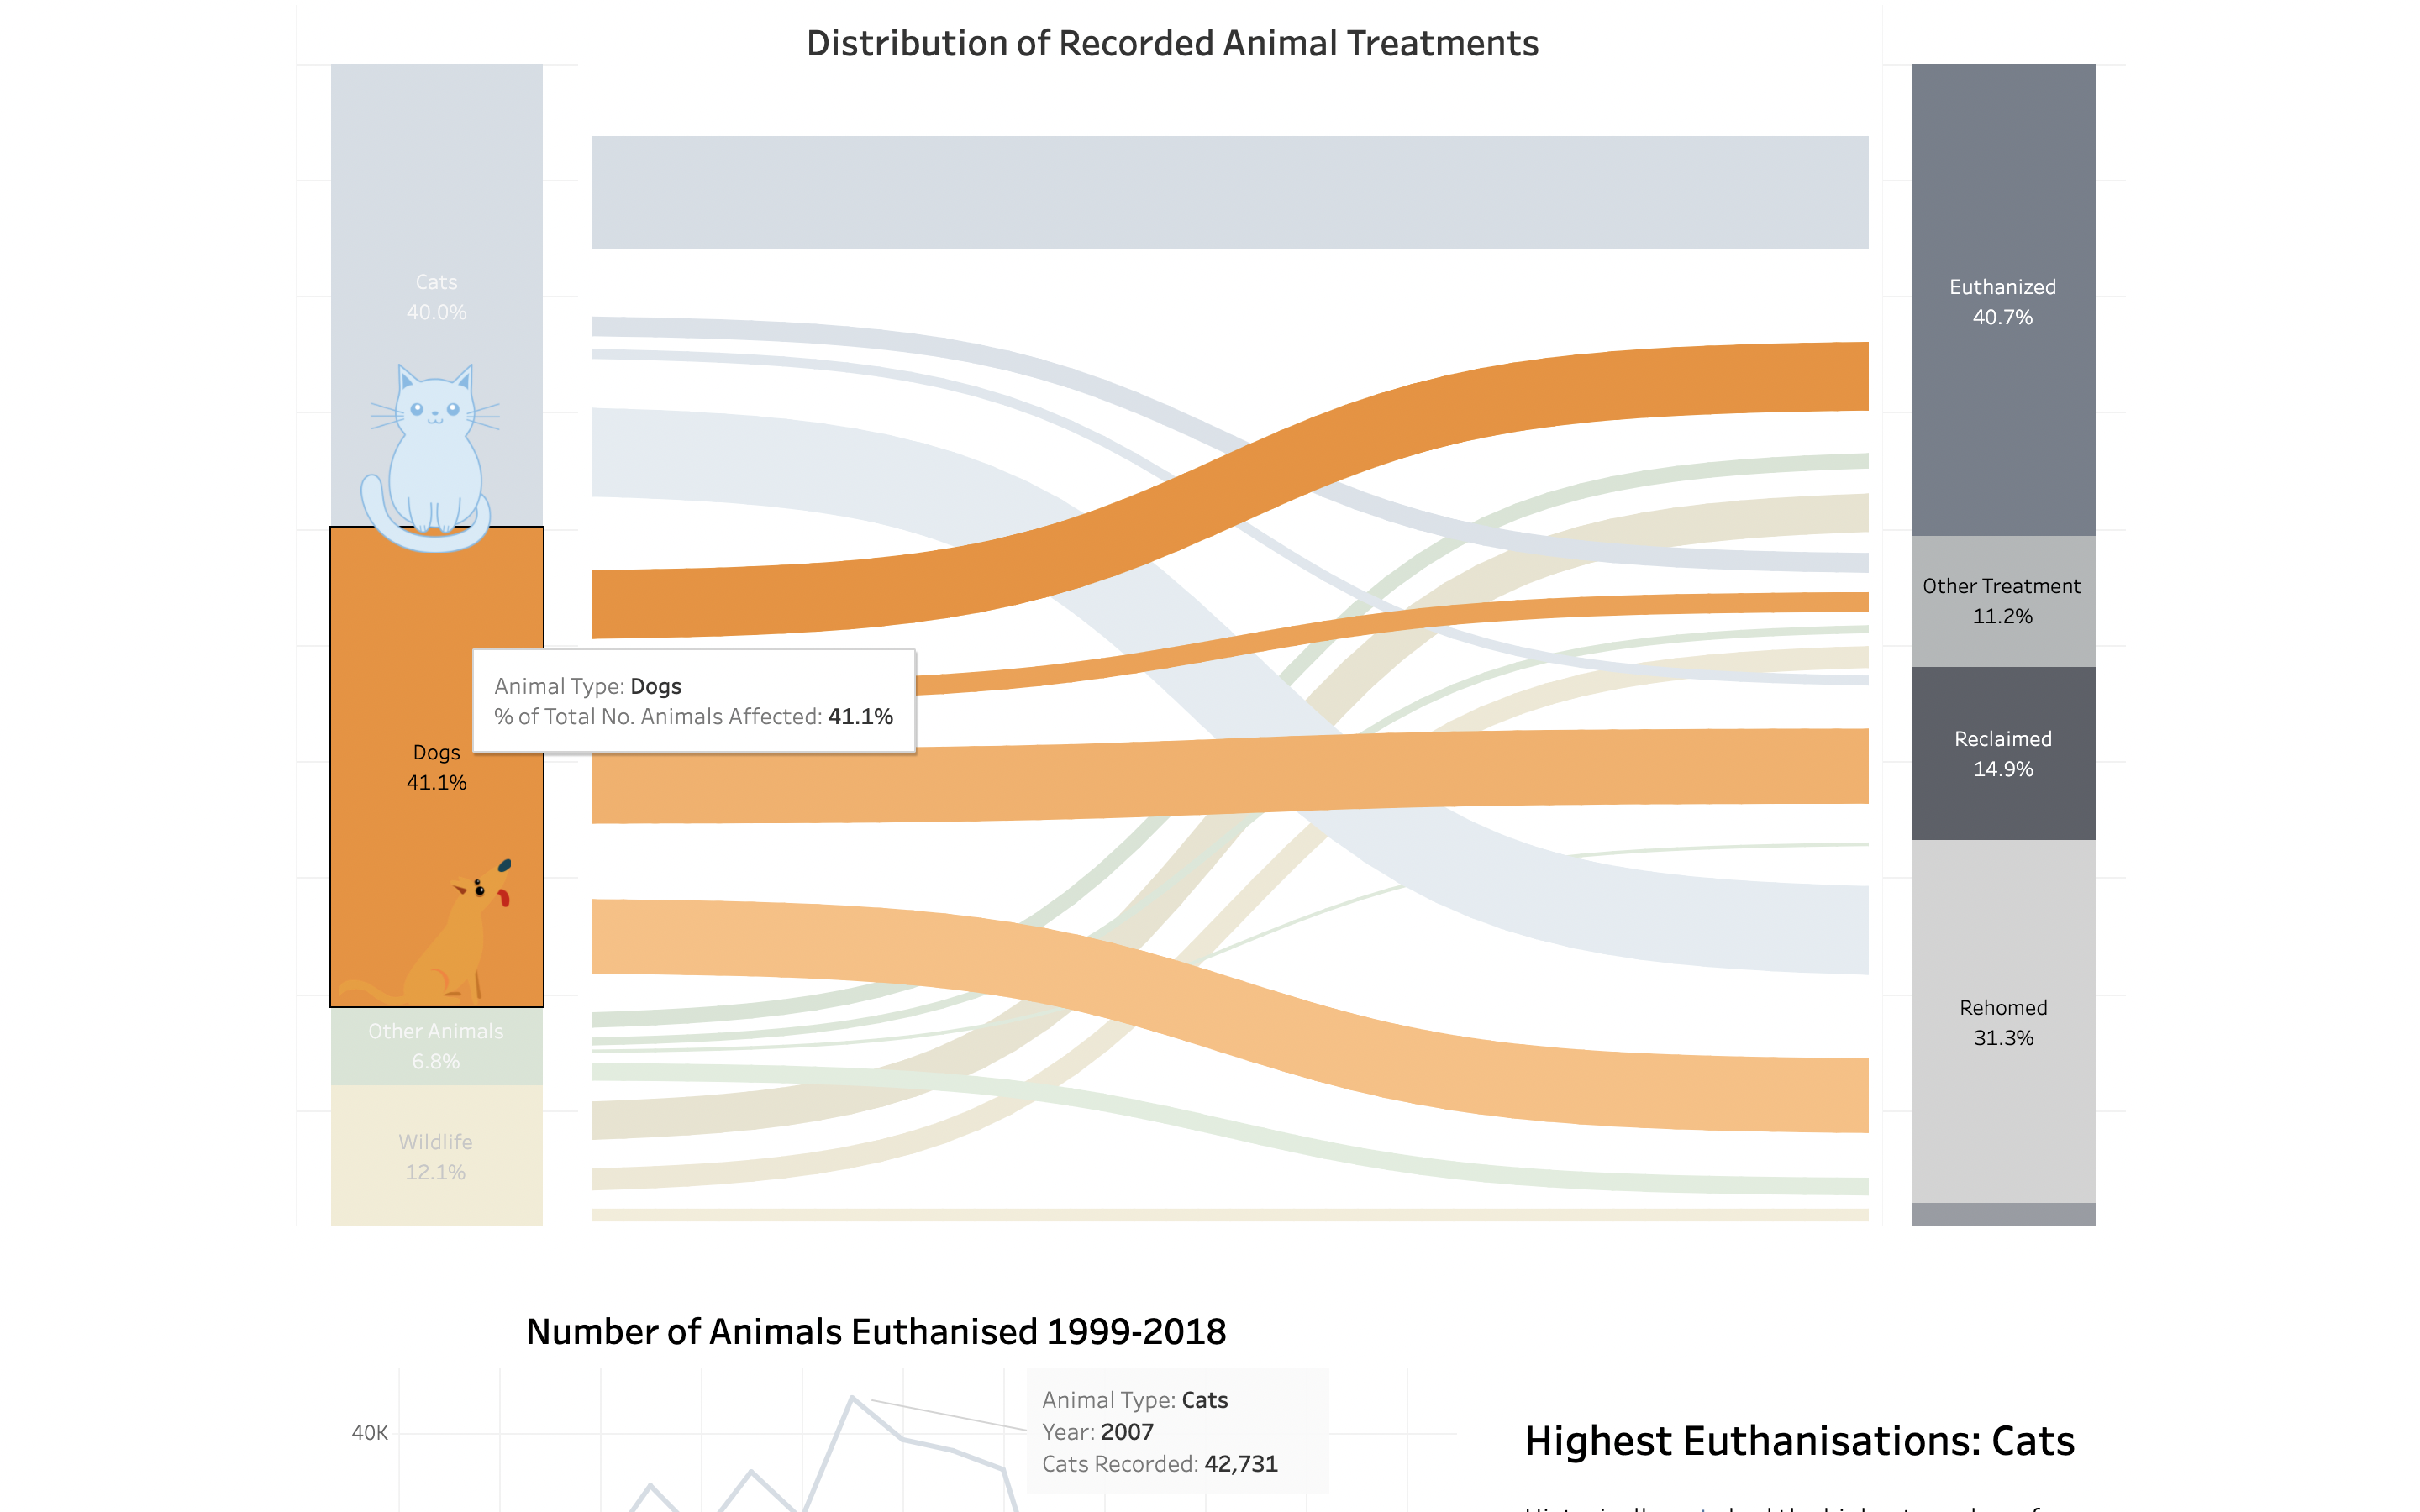 Distribution of Recorded Animal Treatments
Cats
40.0%
Euthanized
40.7%
Other Treatment
11.2%
Animal Type: Dogs
% of Total No. Animals Affected: 41.1%
Dogs
41.1%
Reclaimed
14.9%
Rehomed
31.3%
Other Animals
6.8%
Wildlife
12.1%
Number of Animals Euthanised 1999-2018
40K
Animal Type: Cats
Year: 2007
Cats Recorded: 42,731
Highest Euthanisations: Cats